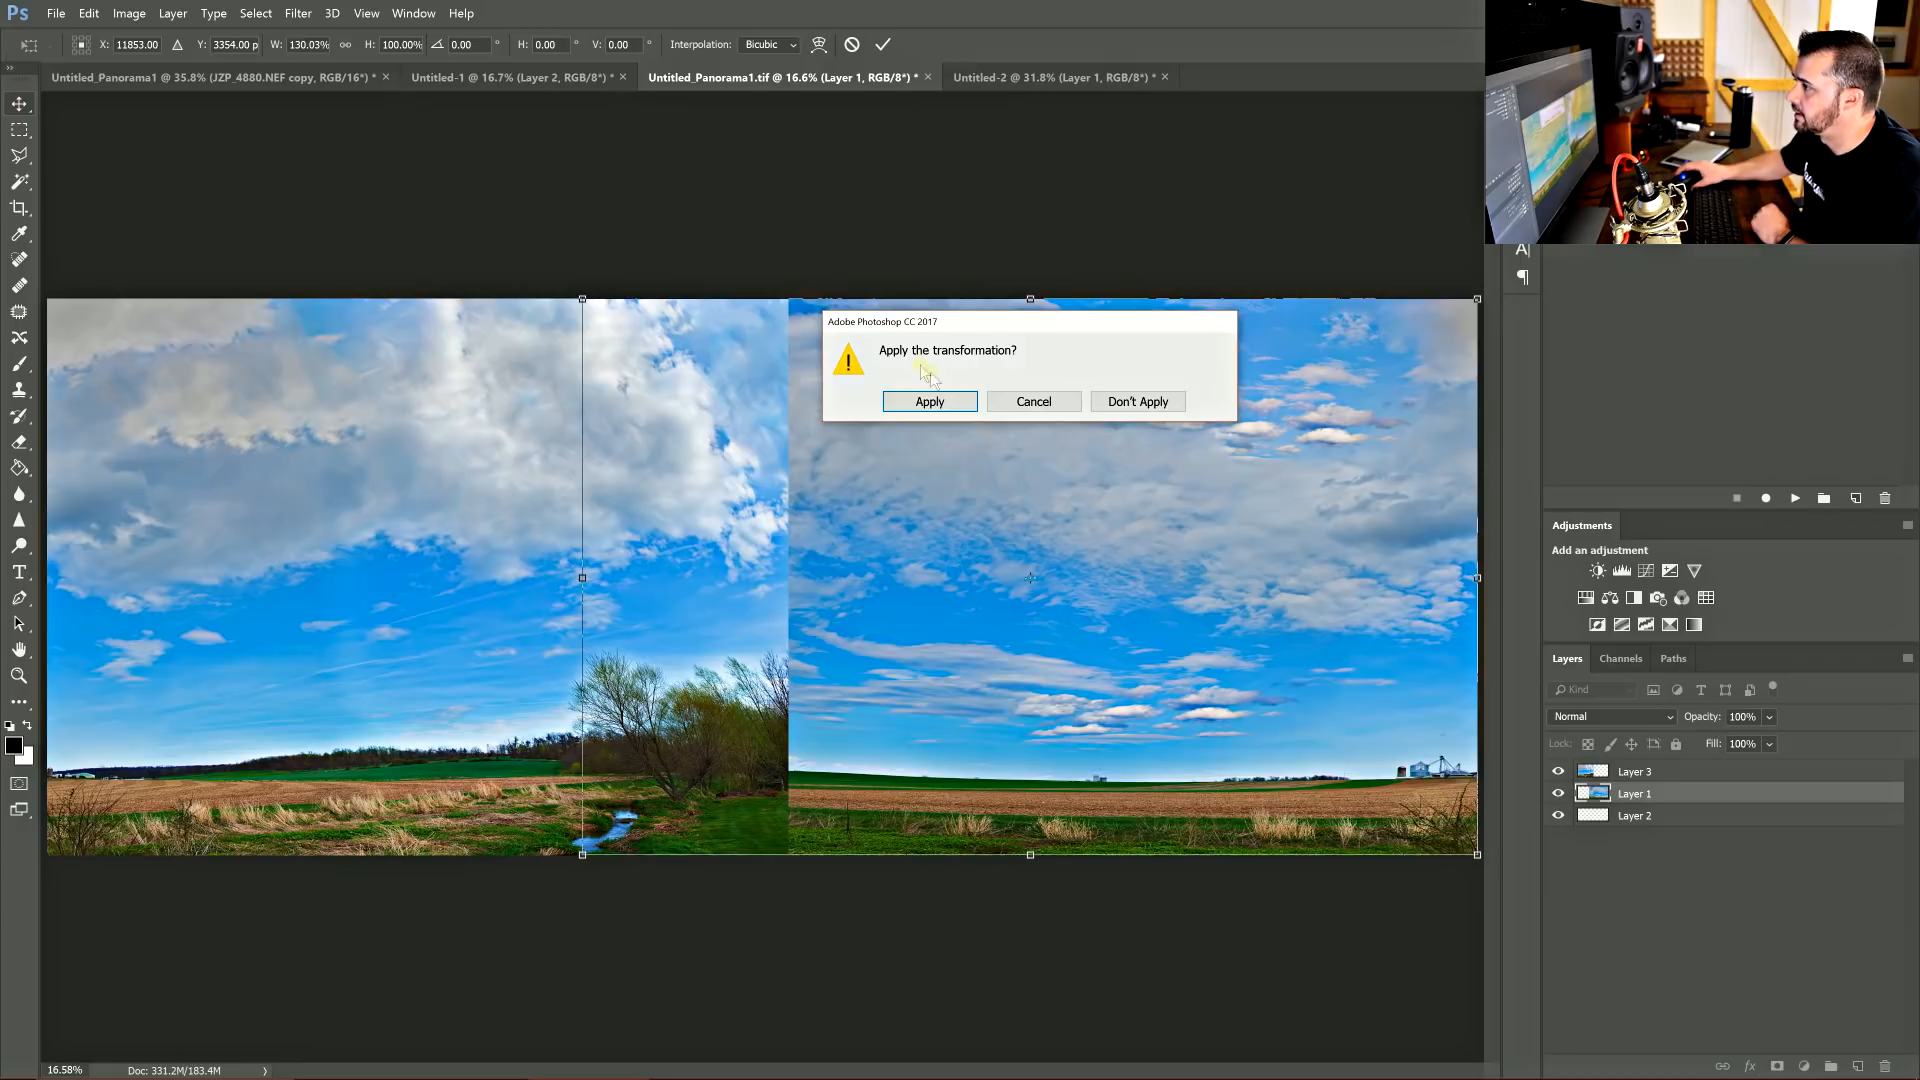 Ps File Edit Image Layer Type Select Filter 3D View Window Help
X: 11853.00 Y: 3354.00 p W: 130.03% H: 100.00% 0.00 ° H: 0.00 ° V: 0.00 ° Interpolation: Bicubic
Untitled_Panorama1 @ 35.8% (JZP_4880.NEF copy, RGB/16*) * × Untitled-1 @ 16.7% (Layer 2, RGB/8*) * × Untitled_Panorama1.tif @ 16.6% (Layer 1, RGB/8*) * × Untitled-2 @ 31.8% (Layer 1, RGB/8*) * ×
Adobe Photoshop CC 2017
Apply the transformation?
Apply Cancel Don't Apply
Adjustments
Add an adjustment
Layers Channels Paths
Kind
Normal Opacity: 100%
Lock: Fill: 100%
Layer 3
Layer 1
Layer 2
16.58% Doc: 331.2M/183.4M